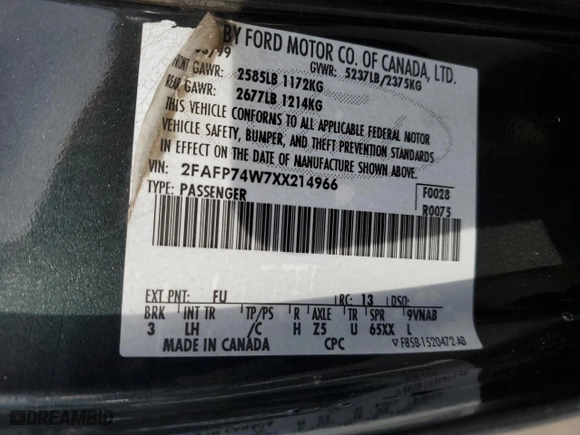 BY FORD MOTOR CO. OF CANADA, LTD.
/99
FRONT GAWR: 2585LB 1172KG
GVWR: 5237LB/2375KG
REAR GAWR: 2677LB 1214KG
THIS VEHICLE CONFORMS TO ALL APPLICABLE FEDERAL MOTOR
VEHICLE SAFETY, BUMPER, AND THEFT PREVENTION STANDARDS
IN EFFECT ON THE DATE OF MANUFACTURE SHOWN ABOVE.
VIN: 2FAFP74W7XX214966
TYPE: PASSENGER
F0028
R0075
EXT PNT: FU RC: 13 DSO:
BRK INT TR TP/PS R AXLE TR SPR 9VNAB
3 LH /C H Z5 U 65XX L
MADE IN CANADA CPC F85B-1520472-AB
DREAMBID